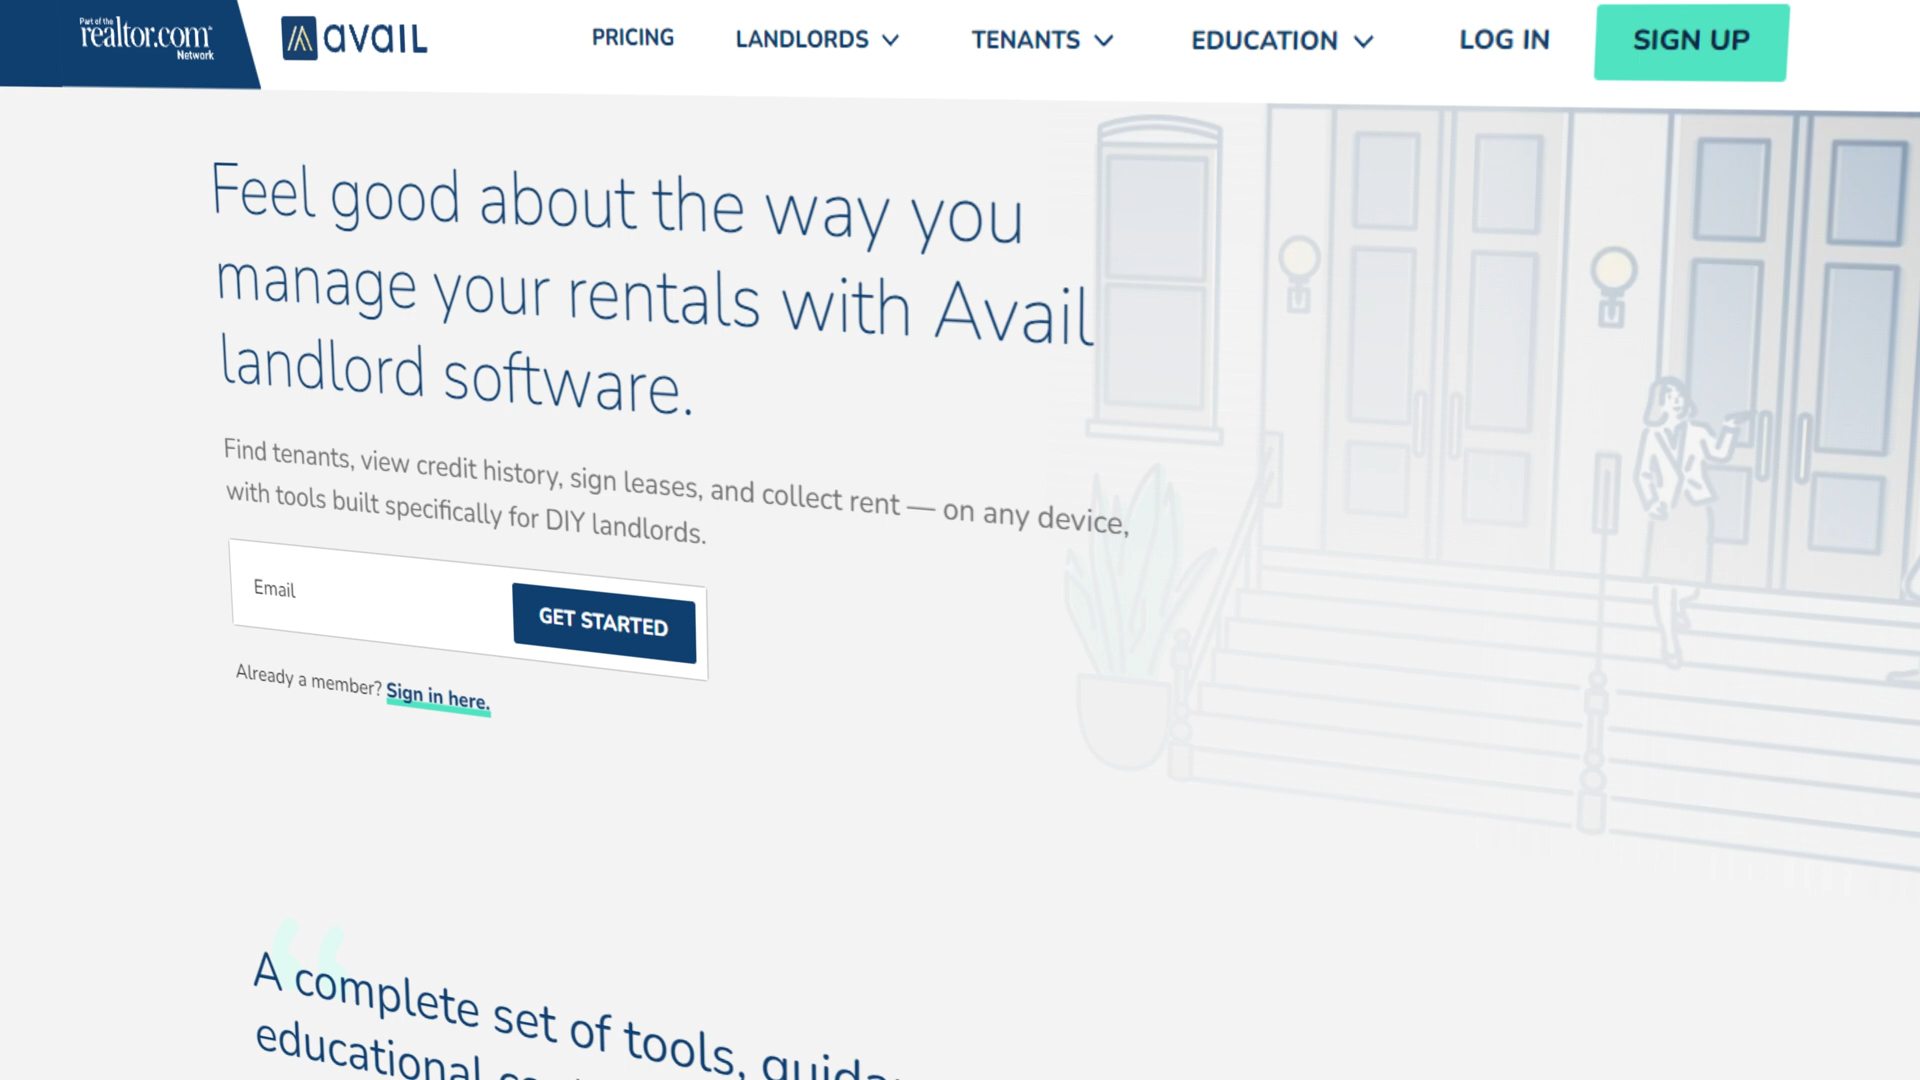 Part of the
realtor.com
Network
avail
PRICING
LANDLORDS
TENANTS
EDUCATION
LOG IN
SIGN UP
Feel good about the way you
manage your rentals with Avail
landlord software.
Find tenants, view credit history, sign leases, and collect rent — on any device,
with tools built specifically for DIY landlords.
Email
GET STARTED
Already a member? Sign in here.
“
A complete set of tools,
educational